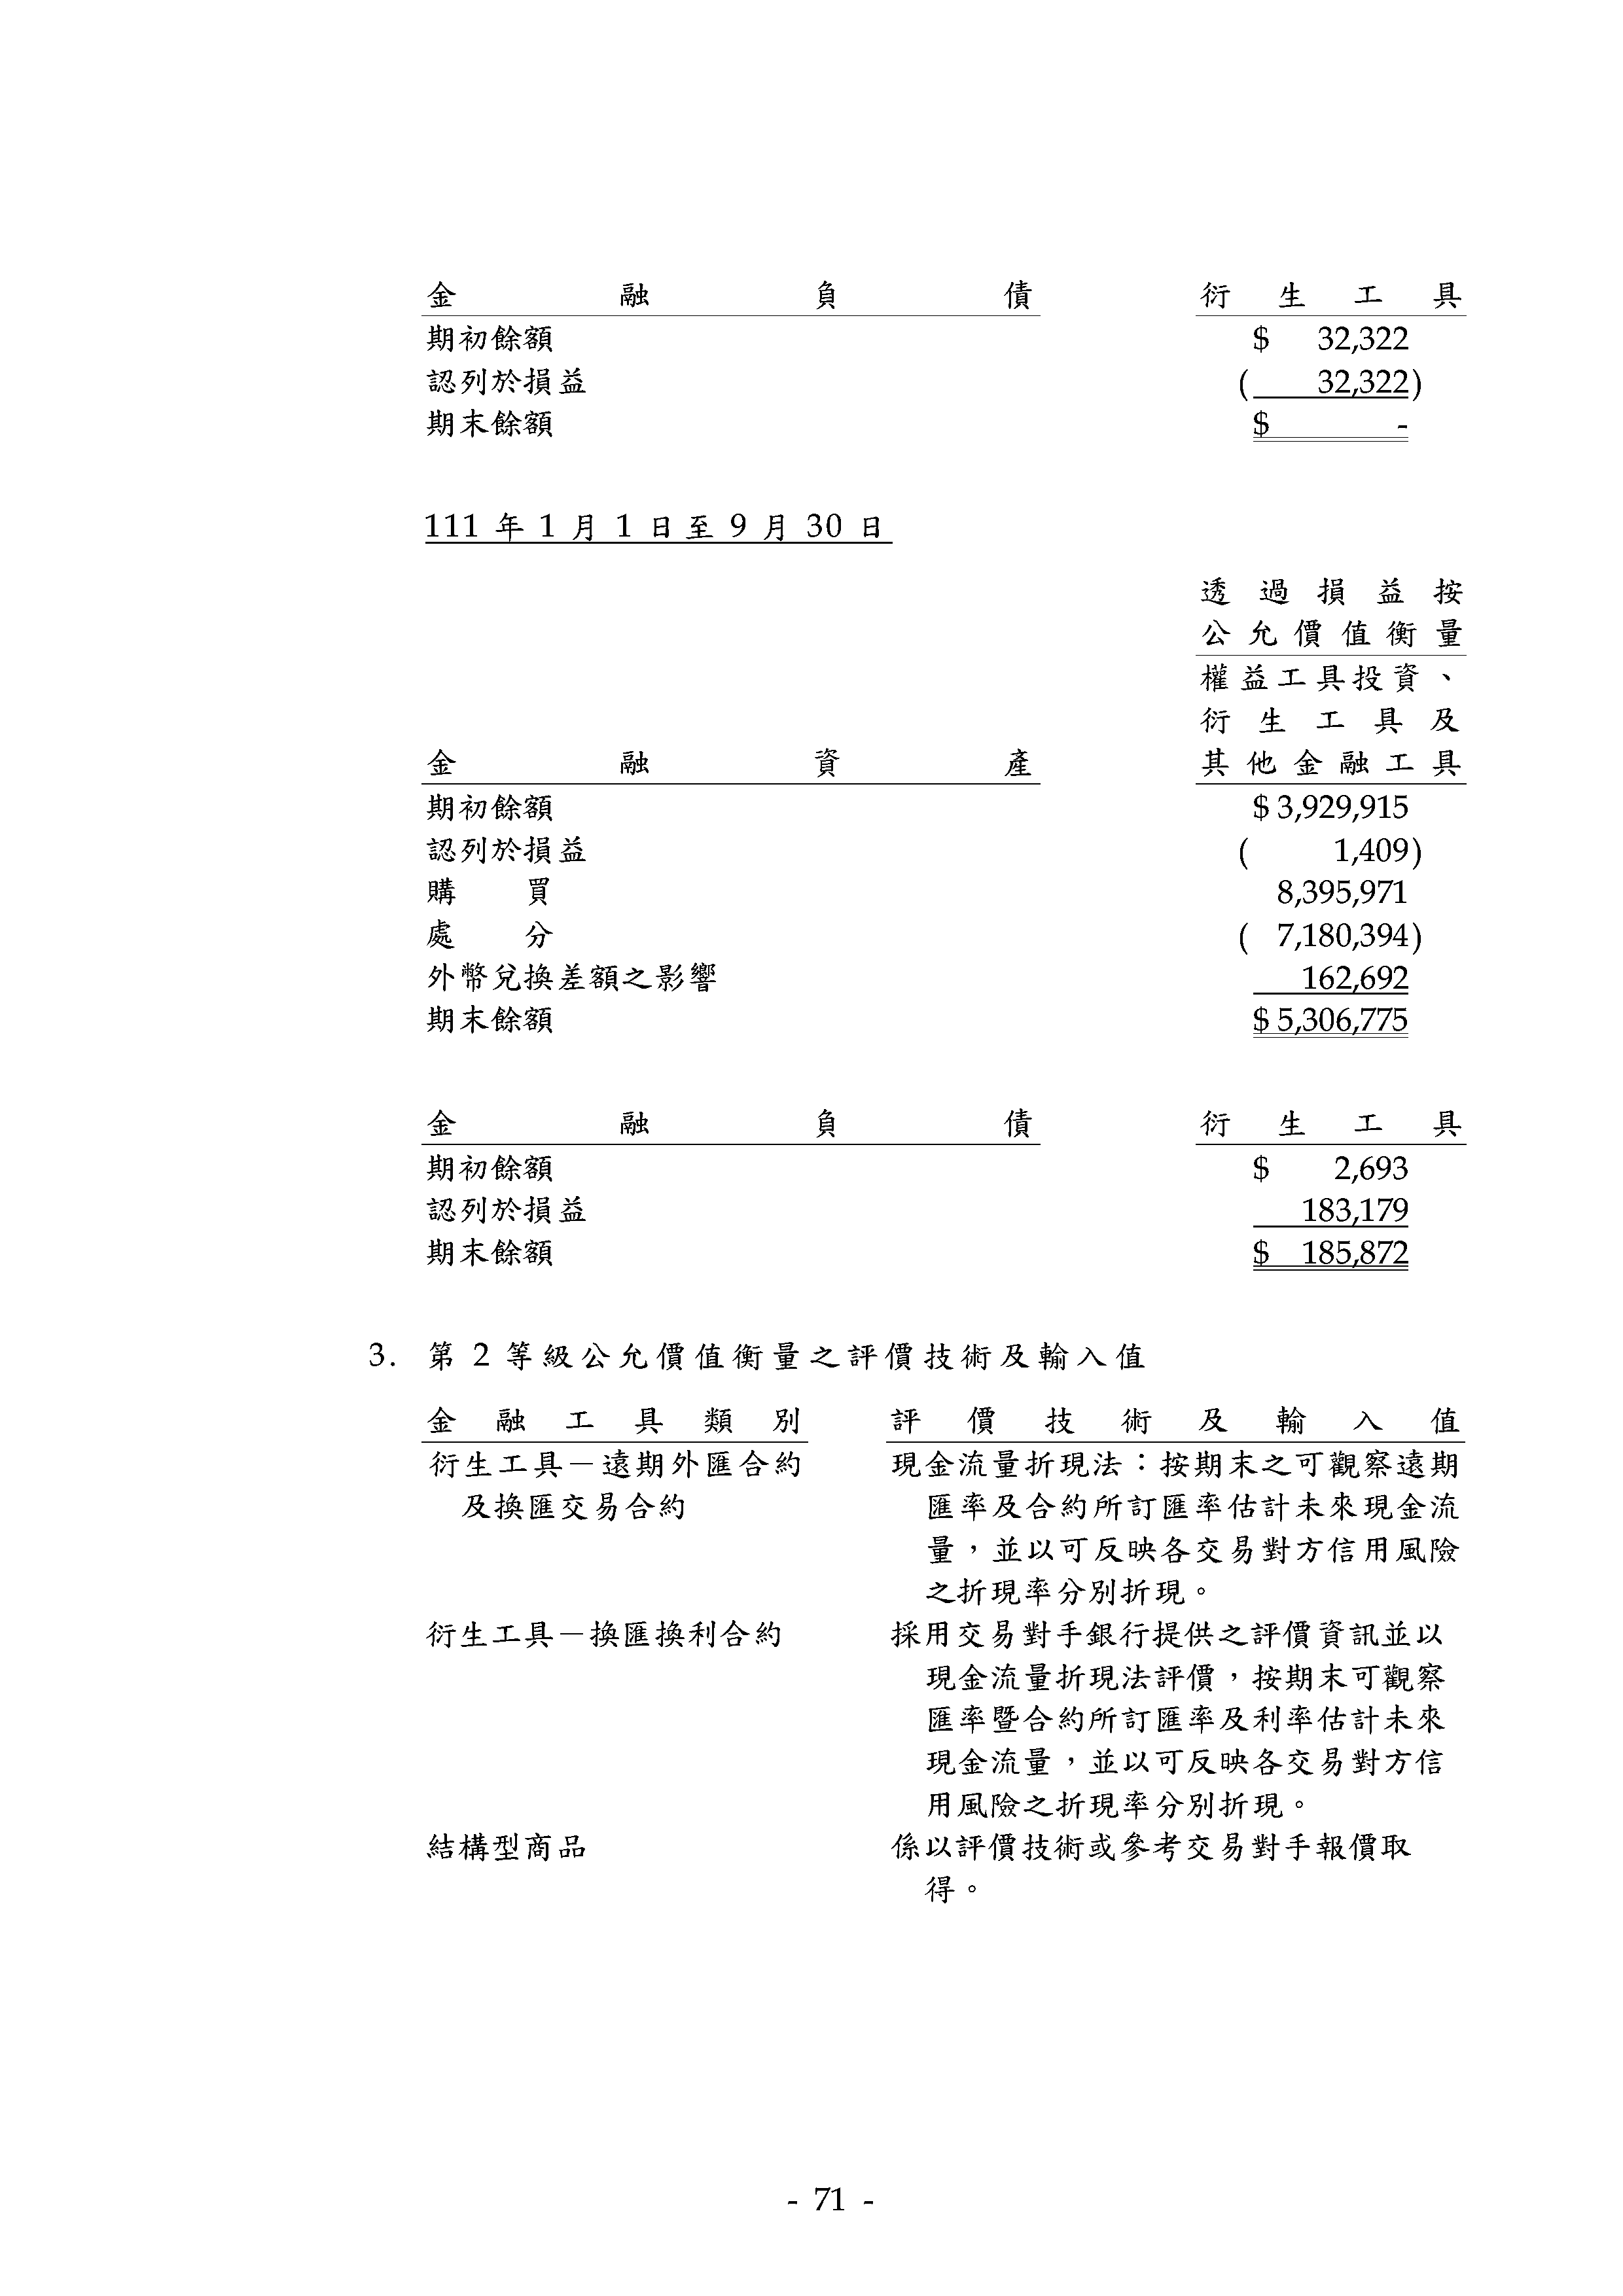 金融負債 衍生工具
期初餘額 $ 32,322
認列於損益 ( 32,322)
期末餘額 $ -
111 年 1 月 1 日至 9 月 30 日
透過損益按
公允價值衡量
權益工具投資、
衍生工具及
金融資產 其他金融工具
期初餘額 $ 3,929,915
認列於損益 ( 1,409)
購買 8,395,971
處分 ( 7,180,394)
外幣兌換差額之影響 162,692
期末餘額 $ 5,306,775
金融負債 衍生工具
期初餘額 $ 2,693
認列於損益 183,179
期末餘額 $ 185,872
3. 第 2 等級公允價值衡量之評價技術及輸入值
金融工具類別 評價技術及輸入值
衍生工具－遠期外匯合約 現金流量折現法：按期末之可觀察遠期
及換匯交易合約 匯率及合約所訂匯率估計未來現金流
量，並以可反映各交易對方信用風險
之折現率分別折現。
衍生工具－換匯換利合約 採用交易對手銀行提供之評價資訊並以
現金流量折現法評價，按期末可觀察
匯率暨合約所訂匯率及利率估計未來
現金流量，並以可反映各交易對方信
用風險之折現率分別折現。
結構型商品 係以評價技術或參考交易對手報價取
得。
- 71 -